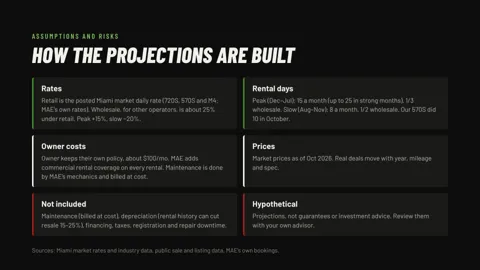 ASSUMPTIONS AND RISKS
HOW THE PROJECTIONS ARE BUILT
Rates
Retail is the posted Miami market daily rate (720S, 570S and M4:
MAE's own rates). Wholesale, for other operators, is about 25%
under retail. Peak +15%, slow -20%.
Rental days
Peak (Dec-Jul): 15 a month (up to 25 in strong months), 1/3
wholesale. Slow (Aug-Nov): 8 a month, 1/2 wholesale. Our 570S did
10 in October.
Owner costs
Owner keeps their own policy, about $100/mo. MAE adds
commercial rental coverage on every rental. Maintenance is done
by MAE's mechanics and billed at cost.
Prices
Market prices as of Oct 2026. Real deals move with year, mileage
and spec.
Not included
Maintenance (billed at cost), depreciation (rental history can cut
resale 15-25%), financing, taxes, registration and repair downtime.
Hypothetical
Projections, not guarantees or investment advice. Review them
with your own advisor.
Sources: Miami market rates and industry data, public sale and listing data, MAE's own bookings.